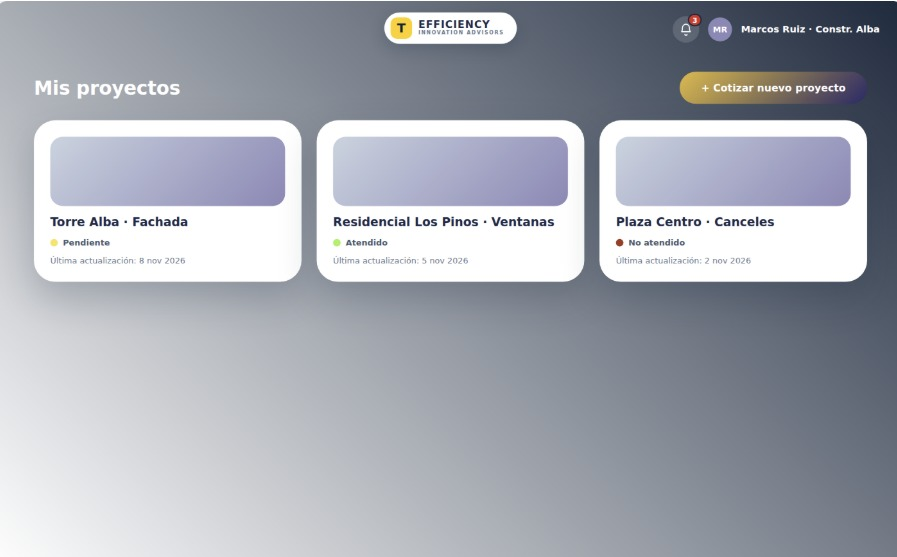 T
EFFICIENCY
INNOVATION ADVISORS
3
MR
Marcos Ruiz · Constr. Alba
Mis proyectos
+ Cotizar nuevo proyecto
Torre Alba · Fachada
Pendiente
Última actualización: 8 nov 2026
Residencial Los Pinos · Ventanas
Atendido
Última actualización: 5 nov 2026
Plaza Centro · Canceles
No atendido
Última actualización: 2 nov 2026